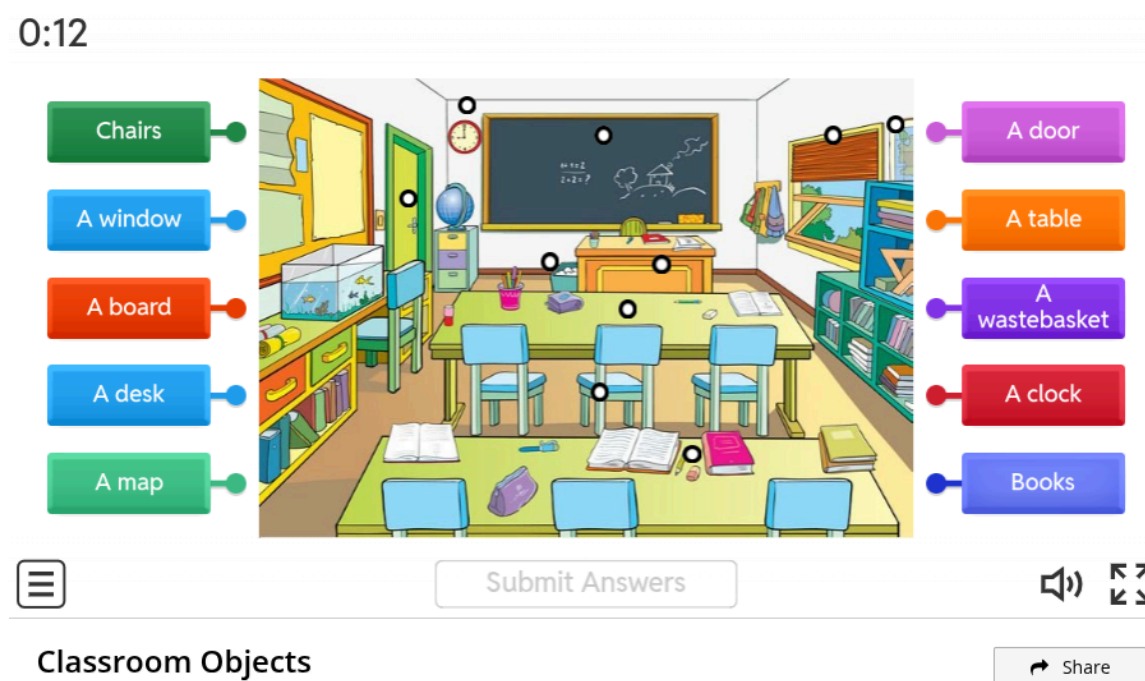 0:12
Chairs
A window
A board
A desk
A map
A door
A table
A
wastebasket
A clock
Books
Submit Answers
Classroom Objects
Share